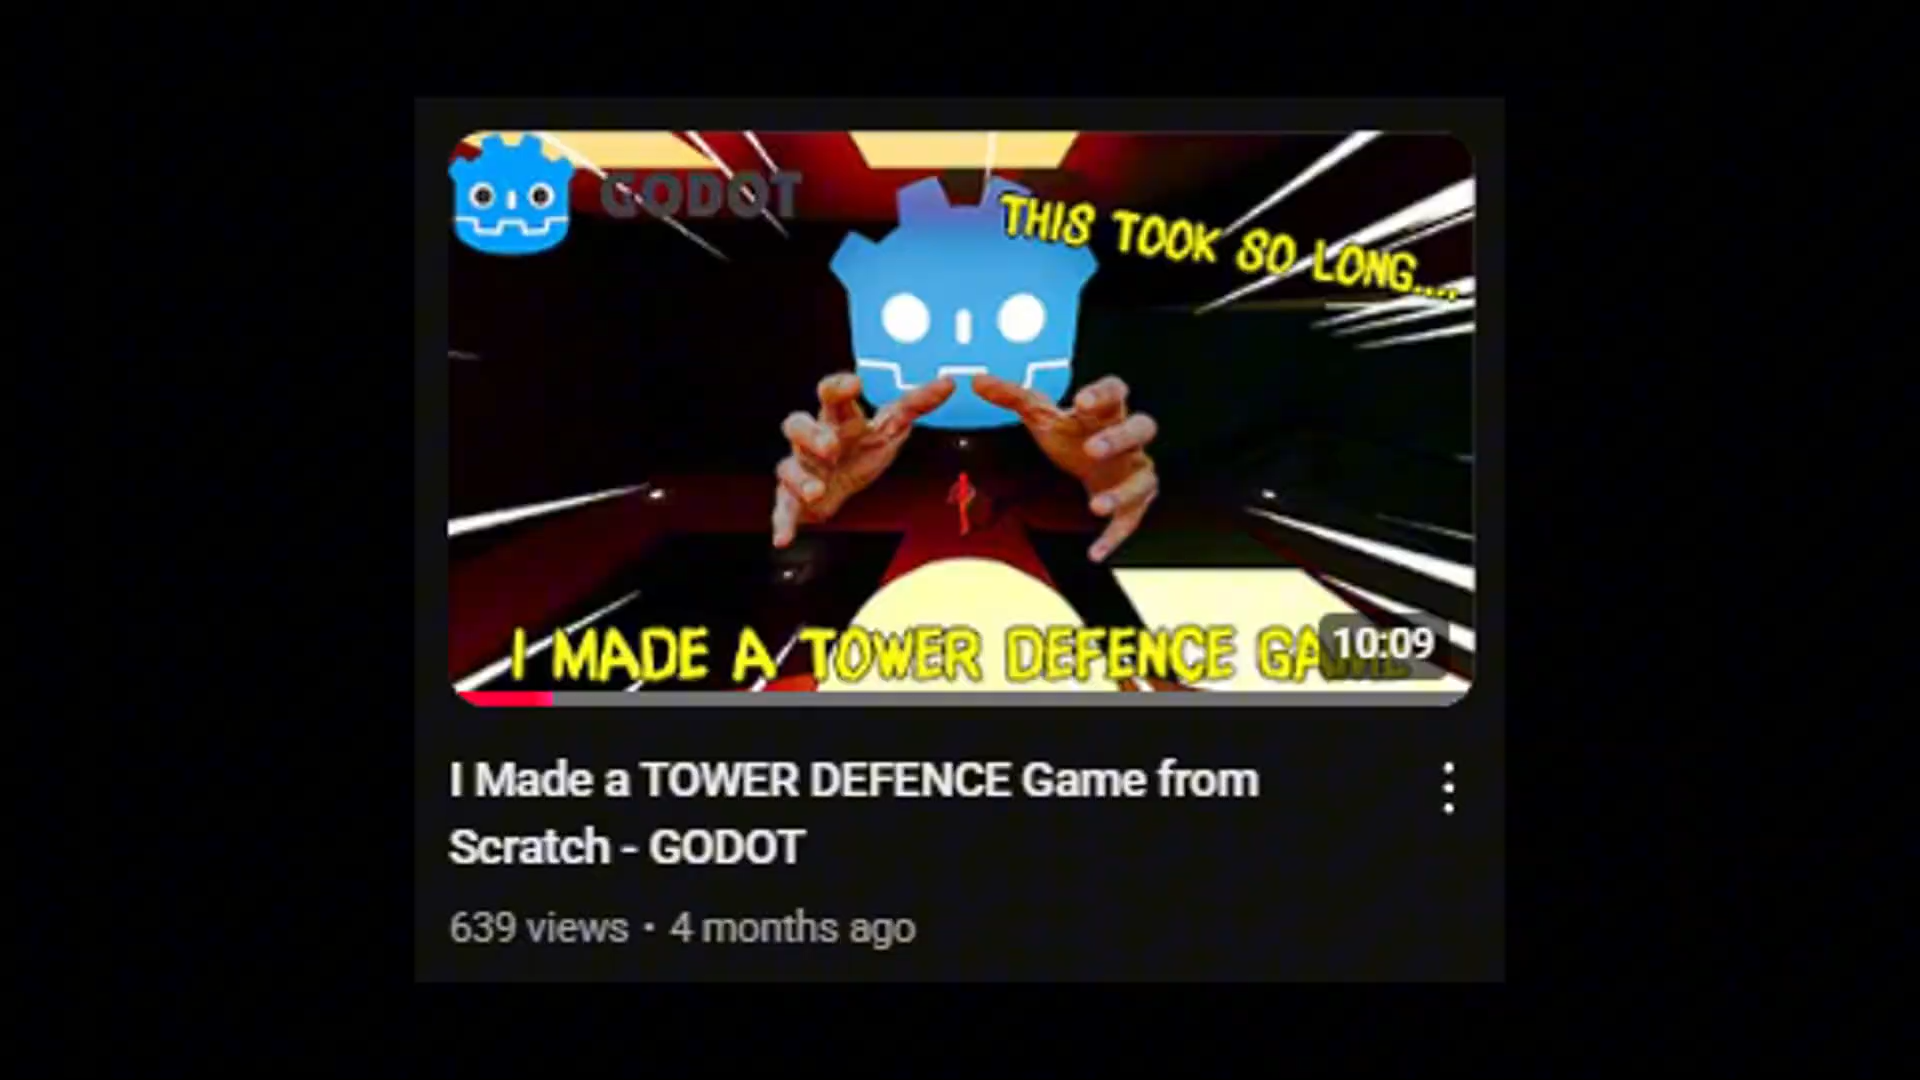 GODOT
THIS TOOK SO LONG....
I MADE A TOWER DEFENCE GAME
10:09
I Made a TOWER DEFENCE Game from
Scratch - GODOT
639 views • 4 months ago